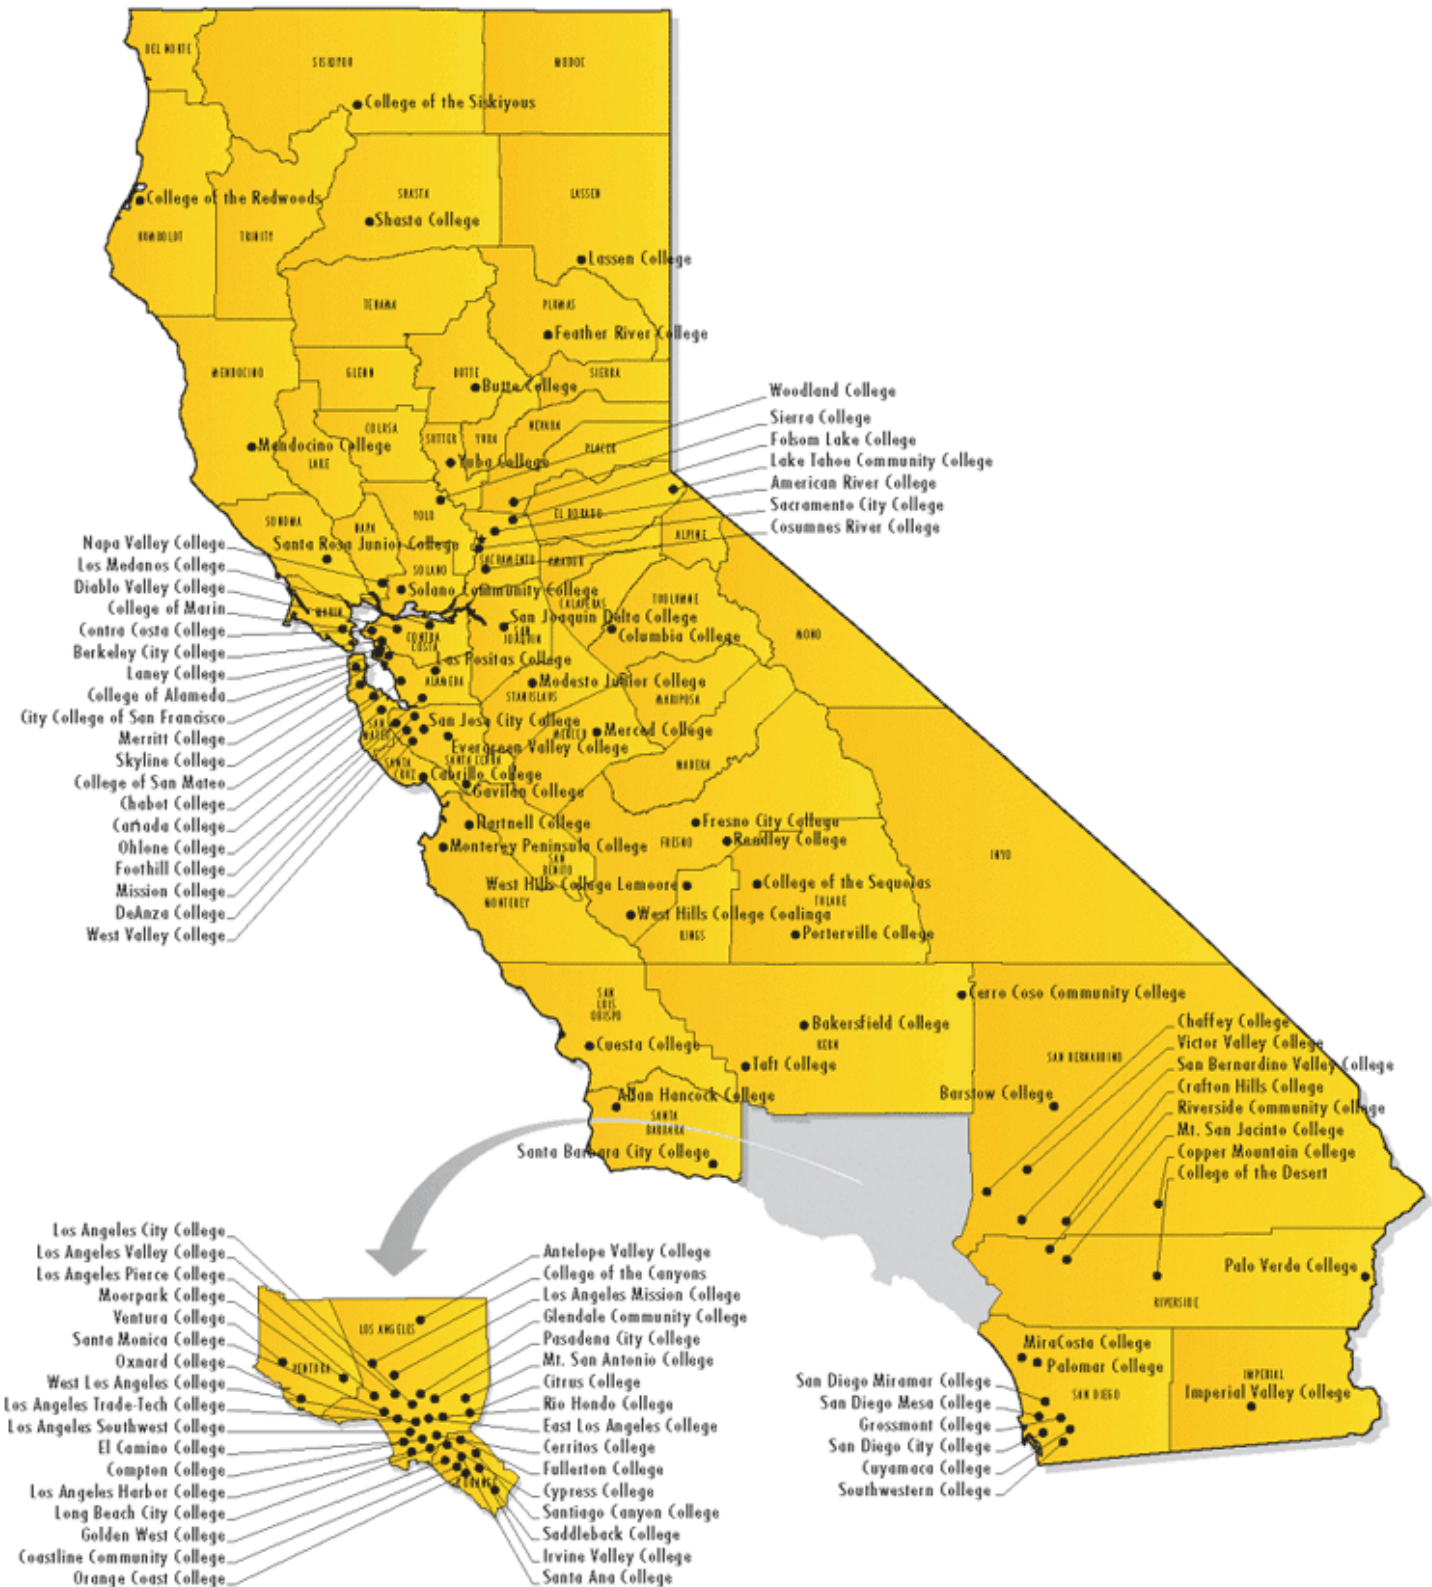 DEL NORTE
SISKIYOU
MODOC
College of the Siskiyous
College of the Redwoods
HUMBOLDT
TRINITY
SHASTA
Shasta College
LASSEN
Lassen College
TEHAMA
PLUMAS
Feather River College
MENDOCINO
GLENN
BUTTE
Butte College
SIERRA
COLUSA
SUTTER
YUBA
NEVADA
PLACER
Mendocino College
LAKE
Yuba College
Woodland College
Sierra College
Folsom Lake College
Lake Tahoe Community College
American River College
Sacramento City College
Cosumnes River College
SONOMA
NAPA
YOLO
EL DORADO
ALPINE
Santa Rosa Junior College
SOLANO
SACRAMENTO
AMADOR
Solano Community College
CALAVERAS
TUOLUMNE
MONO
MARIN
CONTRA
COSTA
San Joaquin Delta College
SAN
JOAQUIN
Columbia College
Las Positas College
ALAMEDA
Modesto Junior College
STANISLAUS
MARIPOSA
San Jose City College
SAN
MATEO
MERCED
Merced College
Evergreen Valley College
SANTA CLARA
SANTA
CRUZ
Cabrillo College
Gavilan College
MADERA
Napa Valley College
Los Medanos College
Diablo Valley College
College of Marin
Contra Costa College
Berkeley City College
Laney College
College of Alameda
City College of San Francisco
Merritt College
Skyline College
College of San Mateo
Chabot College
Cañada College
Ohlone College
Foothill College
Mission College
DeAnza College
West Valley College
Hartnell College
Monterey Peninsula College
SAN
BENITO
MONTEREY
Fresno City College
FRESNO
Reedley College
INYO
West Hills College Lemoore
College of the Sequoias
TULARE
West Hills College Coalinga
KINGS
Porterville College
SAN
LUIS
OBISPO
Cuesta College
Cerro Coso Community College
Bakersfield College
KERN
Taft College
Allan Hancock College
SANTA
BARBARA
Santa Barbara City College
SAN BERNARDINO
Barstow College
Chaffey College
Victor Valley College
San Bernardino Valley College
Crafton Hills College
Riverside Community College
Mt. San Jacinto College
Copper Mountain College
College of the Desert
Palo Verde College
RIVERSIDE
MiraCosta College
Palomar College
SAN DIEGO
IMPERIAL
Imperial Valley College
San Diego Miramar College
San Diego Mesa College
Grossmont College
San Diego City College
Cuyamaca College
Southwestern College
Los Angeles City College
Los Angeles Valley College
Los Angeles Pierce College
Moorpark College
Ventura College
Santa Monica College
Oxnard College
West Los Angeles College
Los Angeles Trade-Tech College
Los Angeles Southwest College
El Camino College
Compton College
Los Angeles Harbor College
Long Beach City College
Golden West College
Coastline Community College
Orange Coast College
LOS ANGELES
VENTURA
ORANGE
Antelope Valley College
College of the Canyons
Los Angeles Mission College
Glendale Community College
Pasadena City College
Mt. San Antonio College
Citrus College
Rio Hondo College
East Los Angeles College
Cerritos College
Fullerton College
Cypress College
Santiago Canyon College
Saddleback College
Irvine Valley College
Santa Ana College